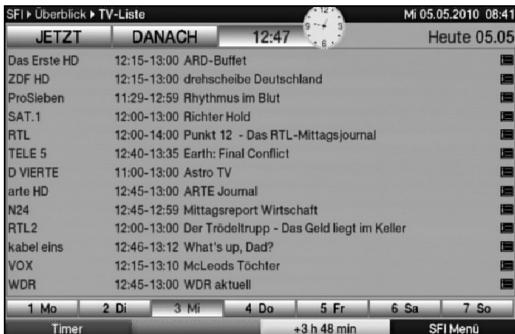 SFI ▸ Überblick ▸ TV-Liste Mi 05.05.2010 08:41
JETZT DANACH 12:47 Heute 05.05
Das Erste HD 12:15-13:00 ARD-Buffet
ZDF HD 12:15-13:00 drehscheibe Deutschland
ProSieben 11:29-12:59 Rhythmus im Blut
SAT.1 12:00-13:00 Richter Hold
RTL 12:00-14:00 Punkt 12 - Das RTL-Mittagsjournal
TELE 5 12:40-13:35 Earth: Final Conflict
D VIERTE 11:00-13:00 Astro TV
arte HD 12:45-13:00 ARTE Journal
N24 12:45-12:59 Mittagsreport Wirtschaft
RTL2 12:00-13:00 Der Trödeltrupp - Das Geld liegt im Keller
kabel eins 12:46-13:12 What's up, Dad?
VOX 12:15-13:10 McLeods Töchter
WDR 12:45-13:00 WDR aktuell
1 Mo 2 Di 3 Mi 4 Do 5 Fr 6 Sa 7 So
Timer +3 h 48 min SFI Menü